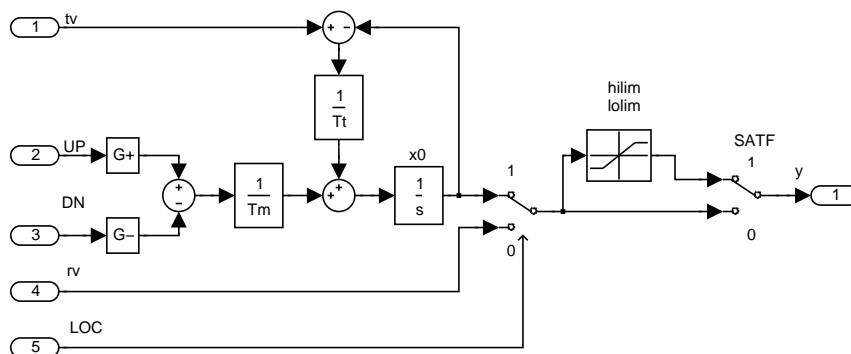 1
tv
+ −
1
Tt
hilim
lolim
2
UP
G+
x0
SATF
+
−
1
Tm
+ +
1
s
1
1
y
1
DN
3
G−
0
0
rv
4
LOC
5